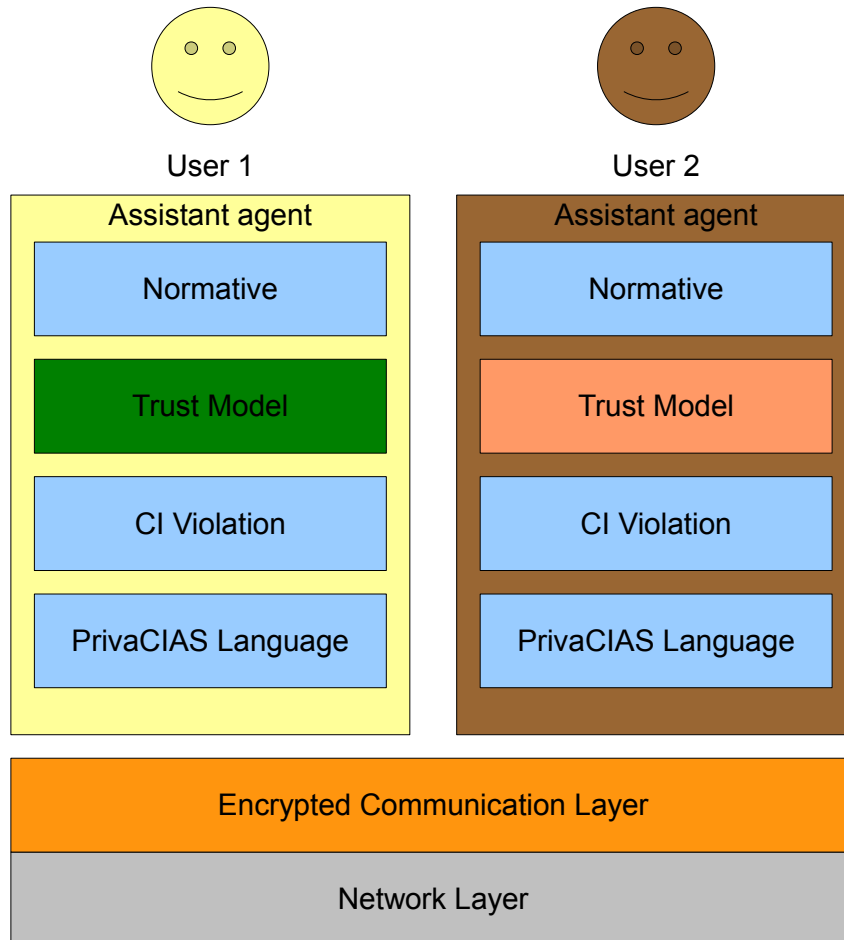 User 1
User 2
Assistant agent
Assistant agent
Normative
Normative
Trust Model
Trust Model
CI Violation
CI Violation
PrivaCIAS Language
PrivaCIAS Language
Encrypted Communication Layer
Network Layer